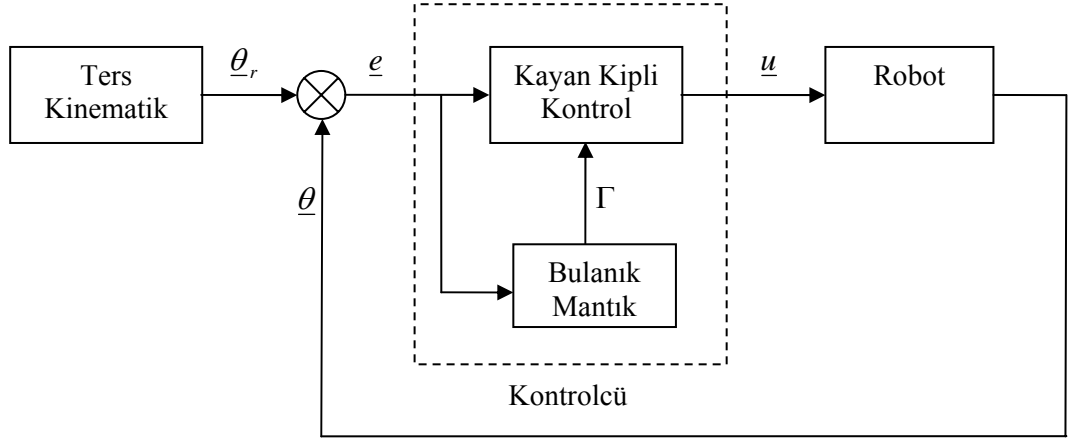 Ters
Kinematik
θ_r
e
Kayan Kipli
Kontrol
u
Robot
θ
Γ
Bulanık
Mantık
Kontrolcü